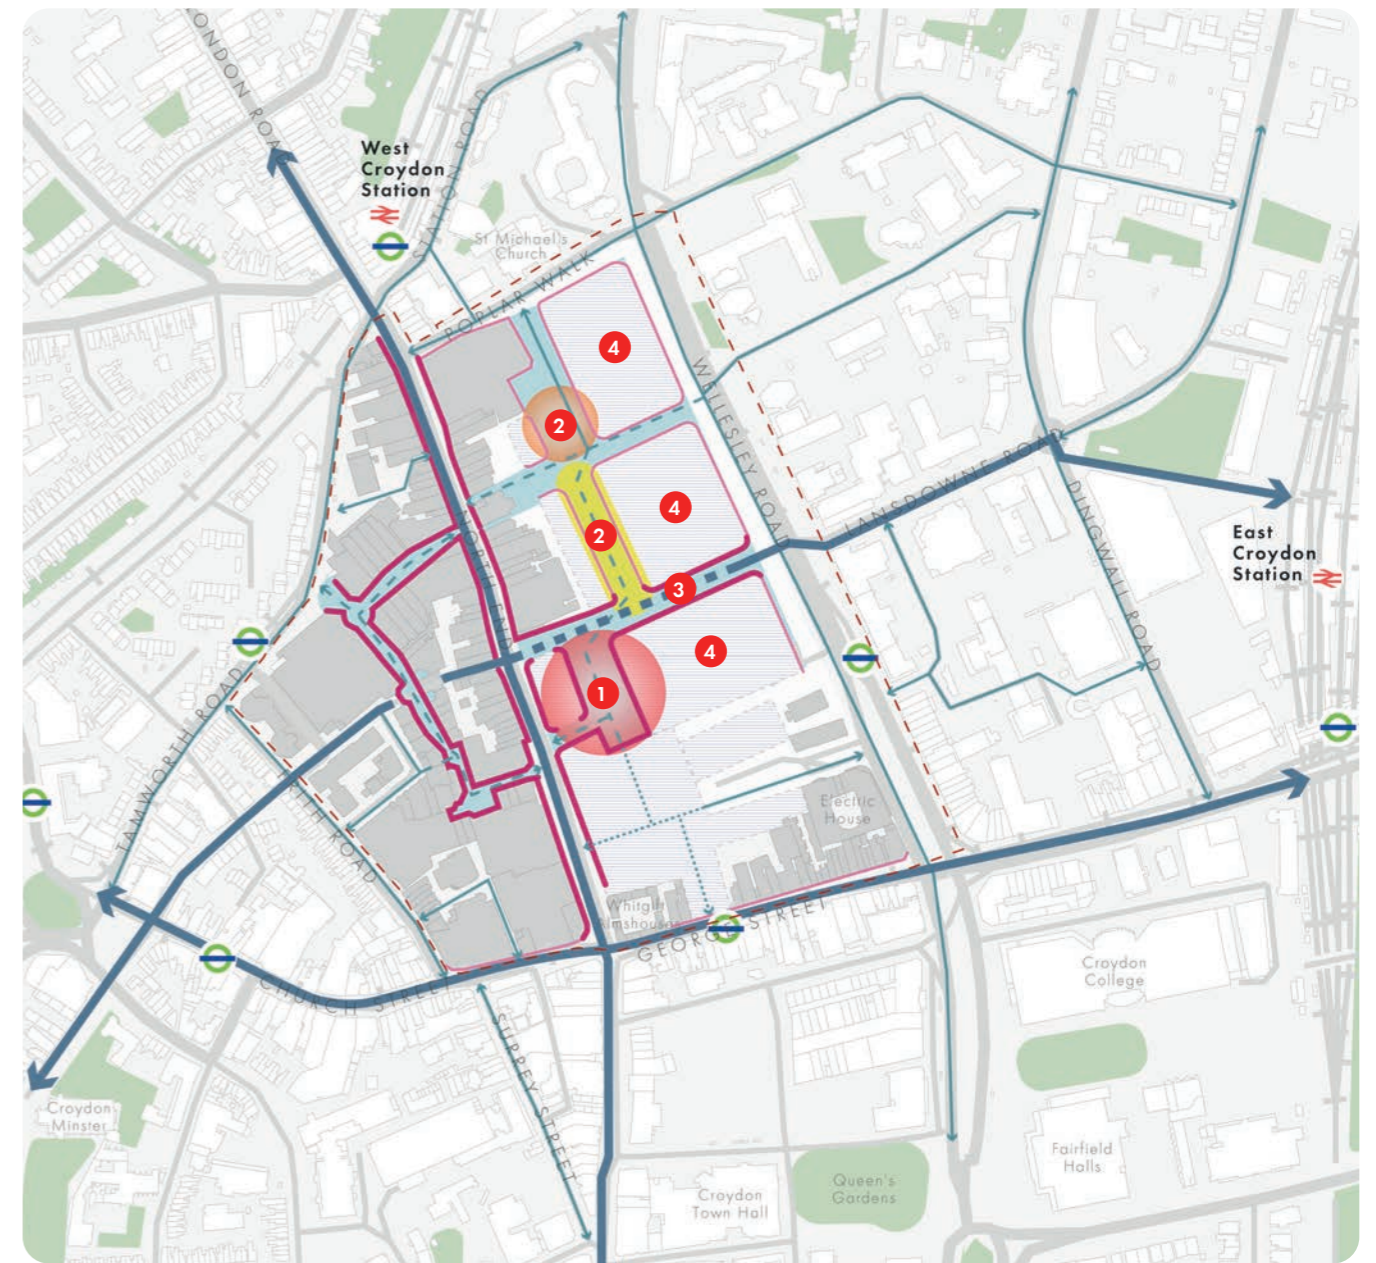 LONDON ROAD
West
Croydon
Station
STATION ROAD
St Michael's
Church
POPLAR WALK
4
2
WELLESLEY ROAD
4
2
LANSDOWNE ROAD
DINGWALL ROAD
East
Croydon
Station
3
NORTH END
4
1
TAMWORTH ROAD
FRITH ROAD
Electric
House
Whitgift
Almshouses
GEORGE STREET
CHURCH STREET
Croydon
College
SURREY STREET
Croydon
Minster
Fairfield
Halls
Queen's
Gardens
Croydon
Town Hall